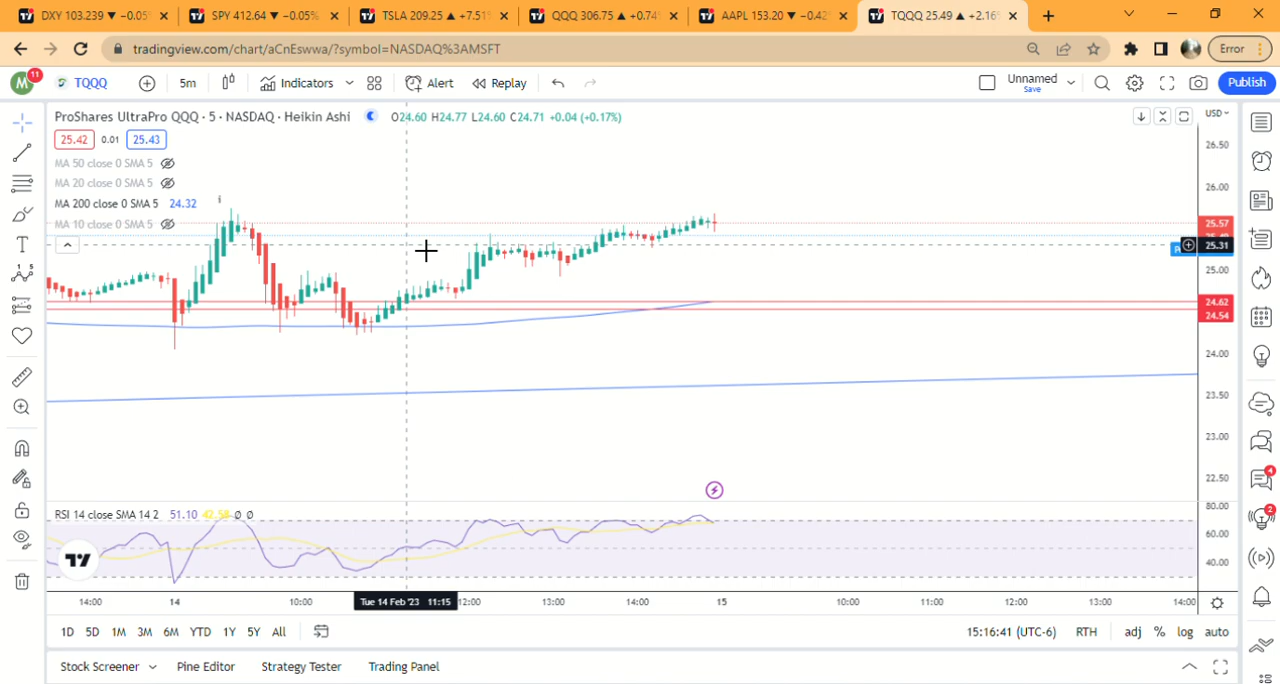 DXY 103.239 ▼ −0.05% SPY 412.64 ▼ −0.05% TSLA 209.25 ▲ +7.51% QQQ 306.75 ▲ +0.74% AAPL 153.20 ▼ −0.42% TQQQ 25.49 ▲ +2.16%
tradingview.com/chart/aCnEswwa/?symbol=NASDAQ%3AMSFT Error
M 11 TQQQ 5m Indicators Alert Replay Unnamed Save Publish
ProShares UltraPro QQQ · 5 · NASDAQ · Heikin Ashi O24.60 H24.77 L24.60 C24.71 +0.04 (+0.17%) USD
25.42 0.01 25.43
MA 50 close 0 SMA 5
MA 20 close 0 SMA 5
MA 200 close 0 SMA 5 24.32
MA 10 close 0 SMA 5
26.50
26.00
25.57
25.31
25.00
24.62
24.54
24.00
23.50
23.00
22.50
RSI 14 close SMA 14 2 51.10 42.58 Ø Ø
80.00
60.00
40.00
4
2
14:00 14 10:00 Tue 14 Feb '23 11:15 12:00 13:00 14:00 15 10:00 11:00 12:00 13:00 14:00
1D 5D 1M 3M 6M YTD 1Y 5Y All 15:16:41 (UTC-6) RTH adj % log auto
Stock Screener Pine Editor Strategy Tester Trading Panel